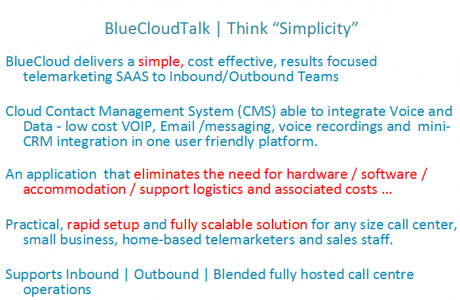 BlueCloudTalk | Think “Simplicity”
BlueCloud delivers a simple, cost effective, results focused
telemarketing SAAS to Inbound/Outbound Teams
Cloud Contact Management System (CMS) able to integrate Voice and
Data - low cost VOIP, Email /messaging, voice recordings and mini-
CRM integration in one user friendly platform.
An application that eliminates the need for hardware / software /
accommodation / support logistics and associated costs ...
Practical, rapid setup and fully scalable solution for any size call center,
small business, home-based telemarketers and sales staff.
Supports Inbound | Outbound | Blended fully hosted call centre
operations